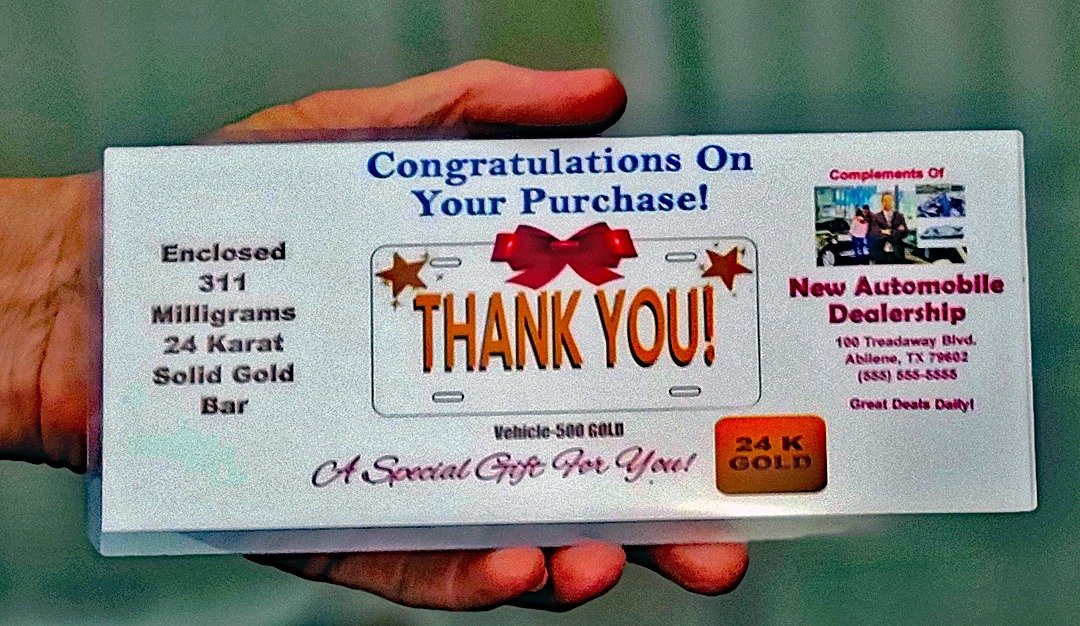 Congratulations On
Your Purchase!
Enclosed
311
Milligrams
24 Karat
Solid Gold
Bar
THANK YOU!
Vehicle-500 GOLD
A Special Gift For You!
24 K
GOLD
Complements Of
New Automobile
Dealership
100 Treadaway Blvd.
Abilene, TX 79602
(555) 555-5555
Great Deals Daily!